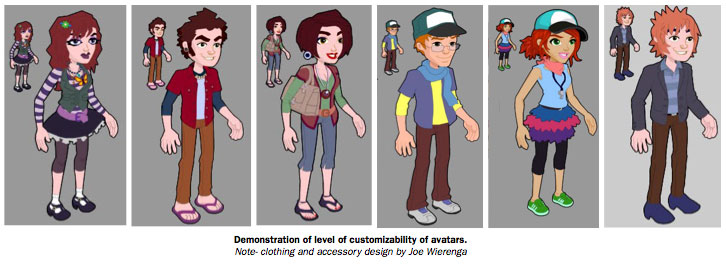 Demonstration of level of customizability of avatars.
Note- clothing and accessory design by Joe Wierenga